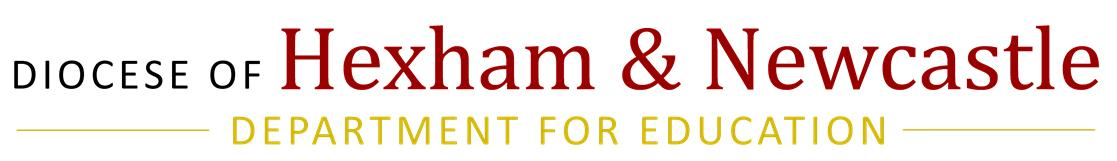 DIOCESE OF Hexham & Newcastle
DEPARTMENT FOR EDUCATION